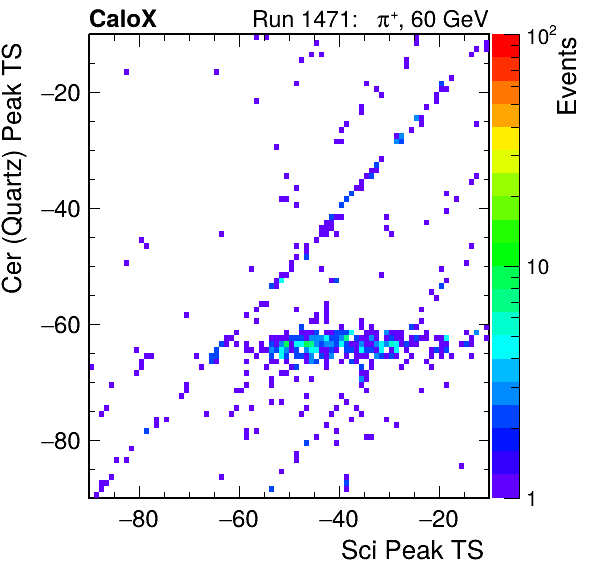 CaloX Run 1471: π⁺, 60 GeV
Cer (Quartz) Peak TS
−20
−40
−60
−80
−80 −60 −40 −20
Sci Peak TS
10²
10
1
Events